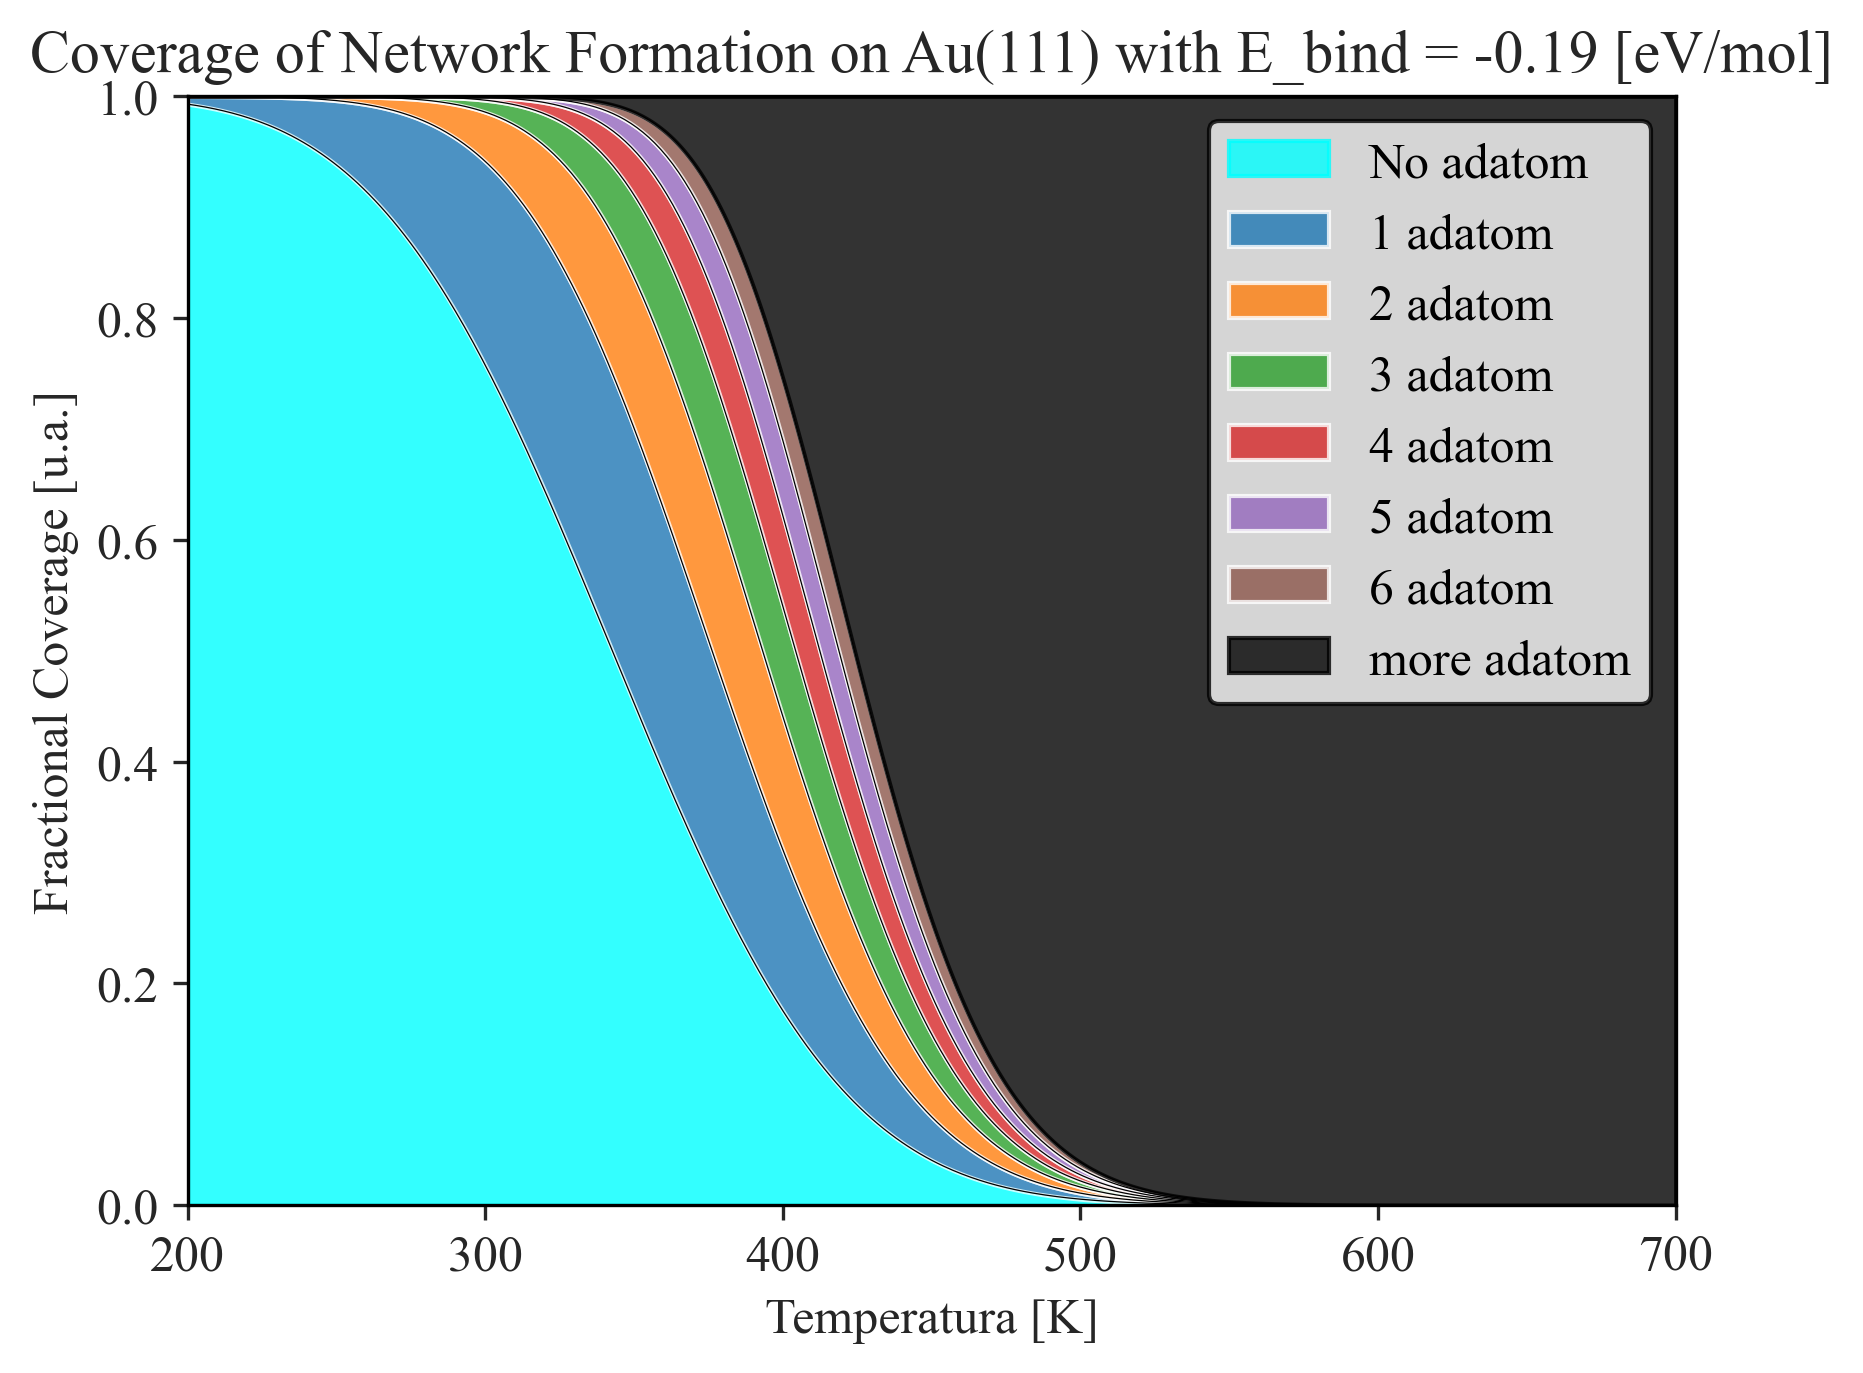 Coverage of Network Formation on Au(111) with E_bind = -0.19 [eV/mol]
1.0
0.8
0.6
0.4
0.2
0.0
Fractional Coverage [u.a.]
No adatom
1 adatom
2 adatom
3 adatom
4 adatom
5 adatom
6 adatom
more adatom
200 300 400 500 600 700
Temperatura [K]